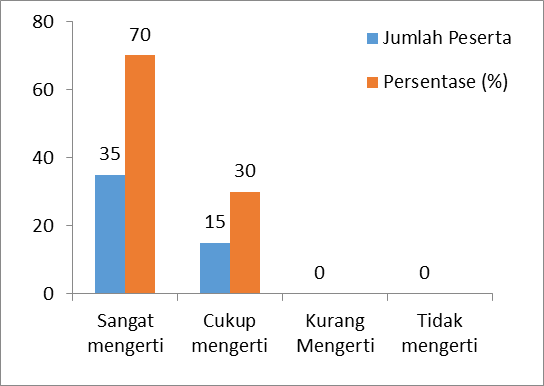 80
60
40
20
0
35
70
15
30
0
0
Sangat
mengerti
Cukup
mengerti
Kurang
Mengerti
Tidak
mengerti
Jumlah Peserta
Persentase (%)